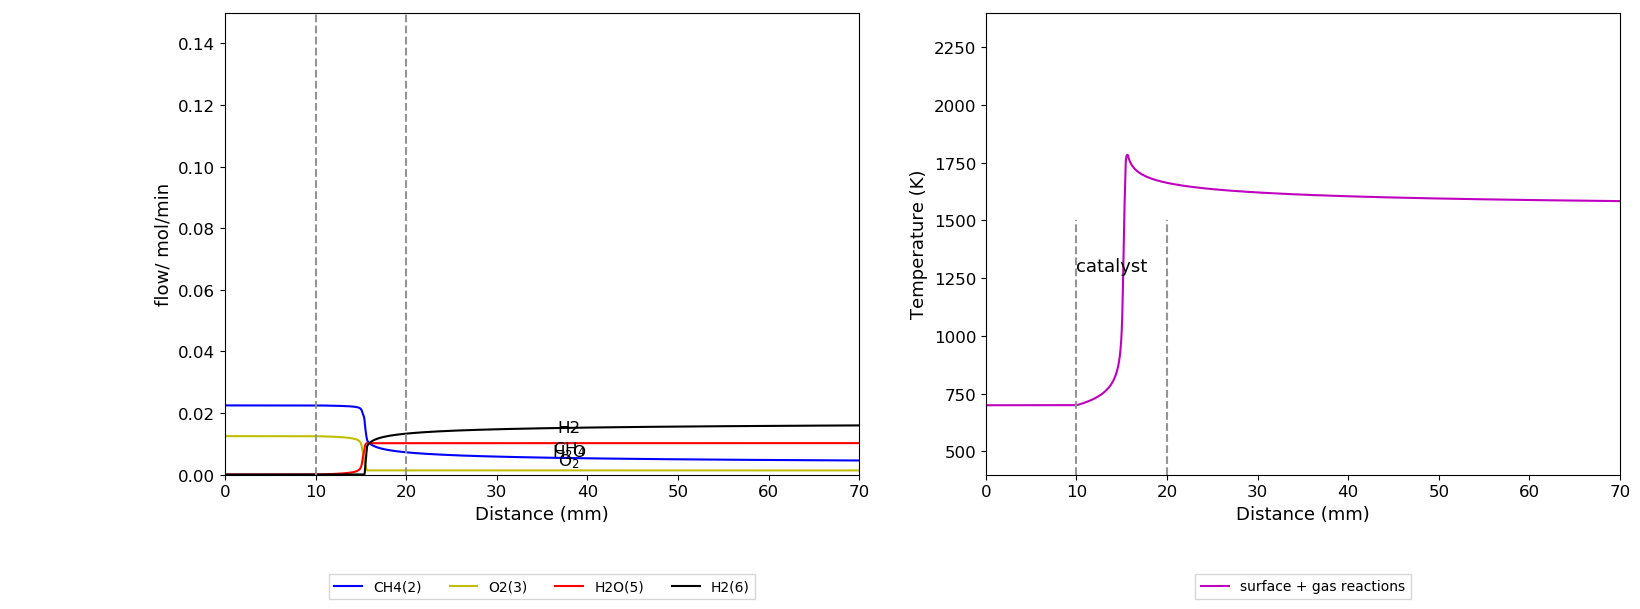 0.14
0.12
0.10
0.08
0.06
0.04
0.02
0.00
flow/ mol/min
H2
CH4
H2O
O2
0 10 20 30 40 50 60 70
Distance (mm)
CH4(2) O2(3) H2O(5) H2(6)
2250
2000
1750
1500
1250
1000
750
500
Temperature (K)
catalyst
0 10 20 30 40 50 60 70
Distance (mm)
surface + gas reactions